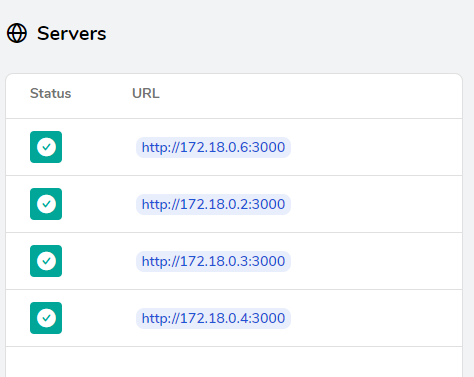 Servers
Status URL
http://172.18.0.6:3000
http://172.18.0.2:3000
http://172.18.0.3:3000
http://172.18.0.4:3000